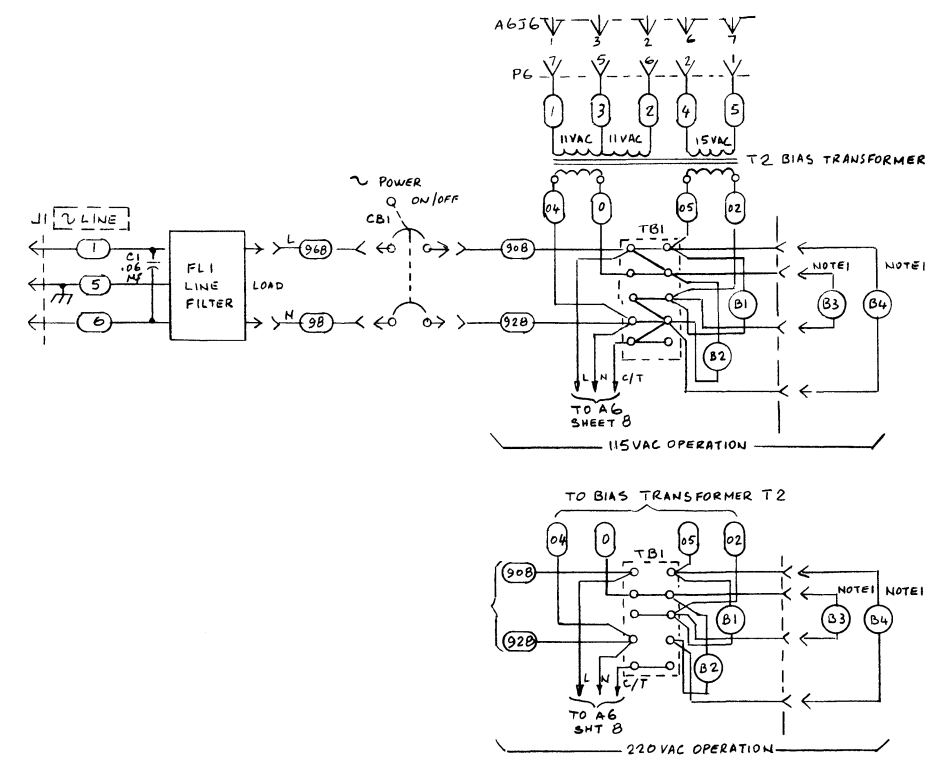 A6J6
1 3 2 6 7
P6 7 5 6 2 1
1 3 2 4 5
11VAC 11VAC 15VAC
T2 BIAS TRANSFORMER
~ POWER
ON/OFF
CB1
04 0 05 02
J1 ~ LINE
TB1
1
L 96B 90B
C1
.06
Mf
FL1
LINE
FILTER
LOAD
NOTE1 NOTE1
5
B1 B3 B4
6
N 98 92B
B2
L N C/T
TO A6
SHEET 8
115VAC OPERATION
TO BIAS TRANSFORMER T2
04 0 05 02
TB1
90B
NOTE1 NOTE1
B1 B3 B4
92B
B2
L N C/T
TO A6
SHT 8
220VAC OPERATION